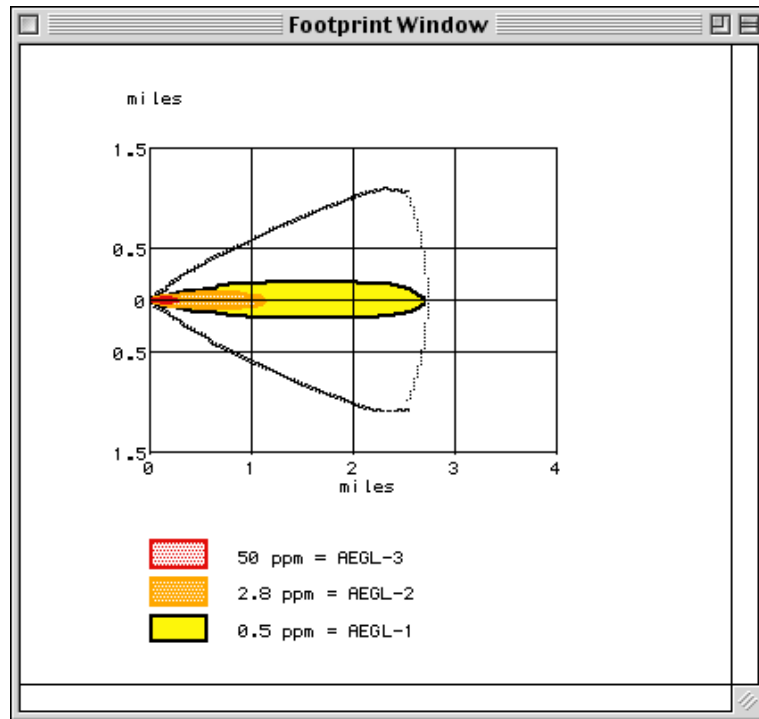 Footprint Window
miles
1.5
0.5
0
0.5
1.5
0 1 2 3 4
miles
50 ppm = AEGL-3
2.8 ppm = AEGL-2
0.5 ppm = AEGL-1